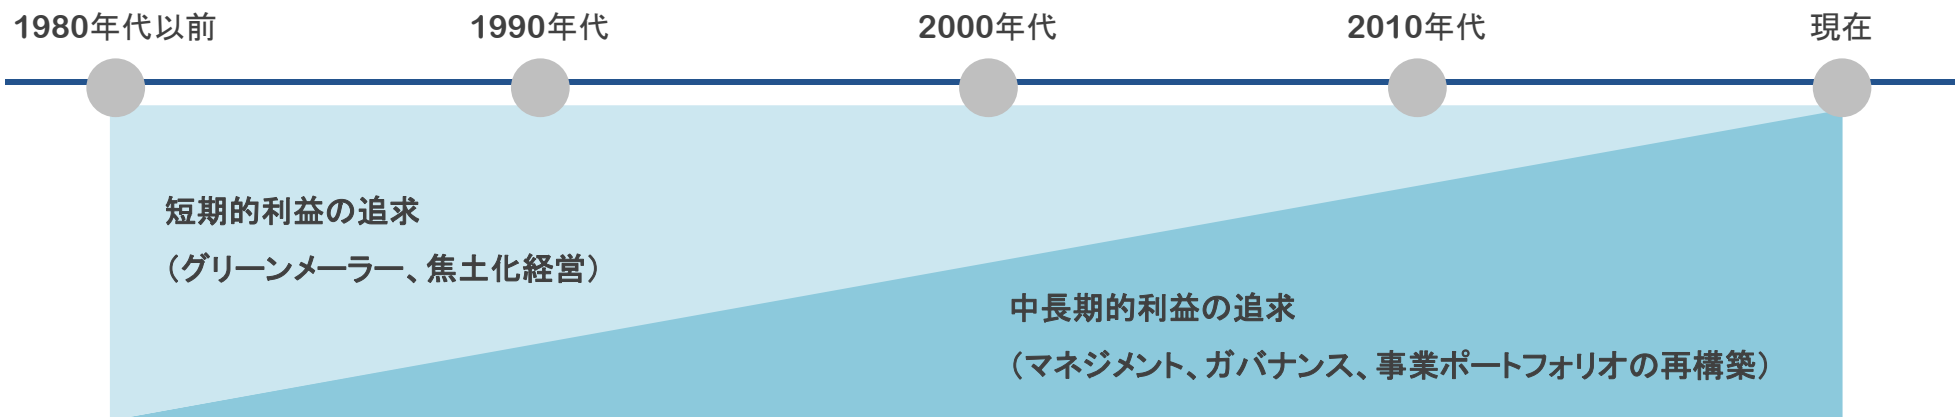 1980年代以前
1990年代
2000年代
2010年代
現在
短期的利益の追求
（グリーンメーラー、焦土化経営）
中長期的利益の追求
（マネジメント、ガバナンス、事業ポートフォリオの再構築）